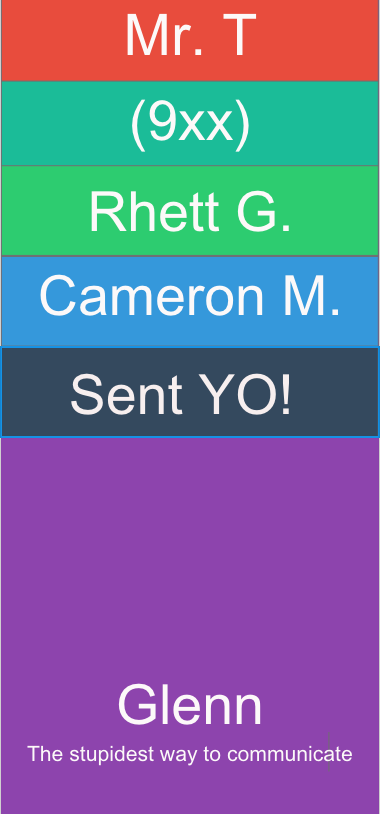 Mr. T
(9xx)
Rhett G.
Cameron M.
Sent YO!
Glenn
The stupidest way to communicate